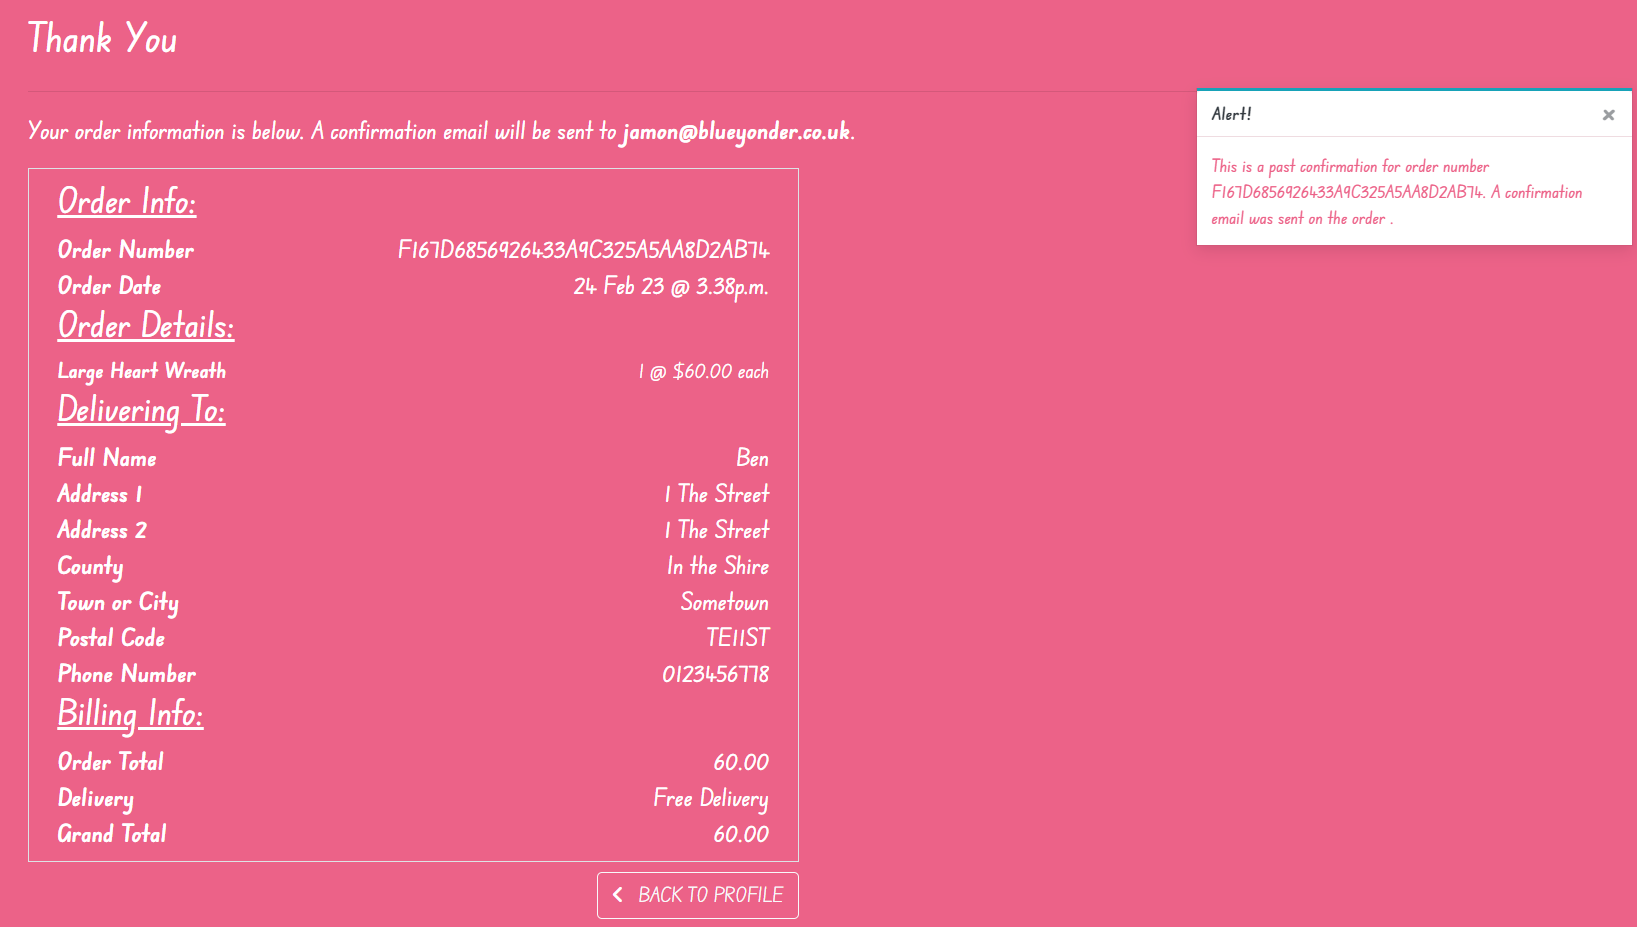 Thank You
Your order information is below. A confirmation email will be sent to jamon@blueyonder.co.uk.
Alert!
This is a past confirmation for order number
F167D6856926433A9C325A5AA8D2AB74. A confirmation
email was sent on the order .
Order Info:
Order Number F167D6856926433A9C325A5AA8D2AB74
Order Date 24 Feb 23 @ 3.38p.m.
Order Details:
Large Heart Wreath 1 @ $60.00 each
Delivering To:
Full Name Ben
Address 1 1 The Street
Address 2 1 The Street
County In the Shire
Town or City Sometown
Postal Code TE11ST
Phone Number 0123456778
Billing Info:
Order Total 60.00
Delivery Free Delivery
Grand Total 60.00
BACK TO PROFILE